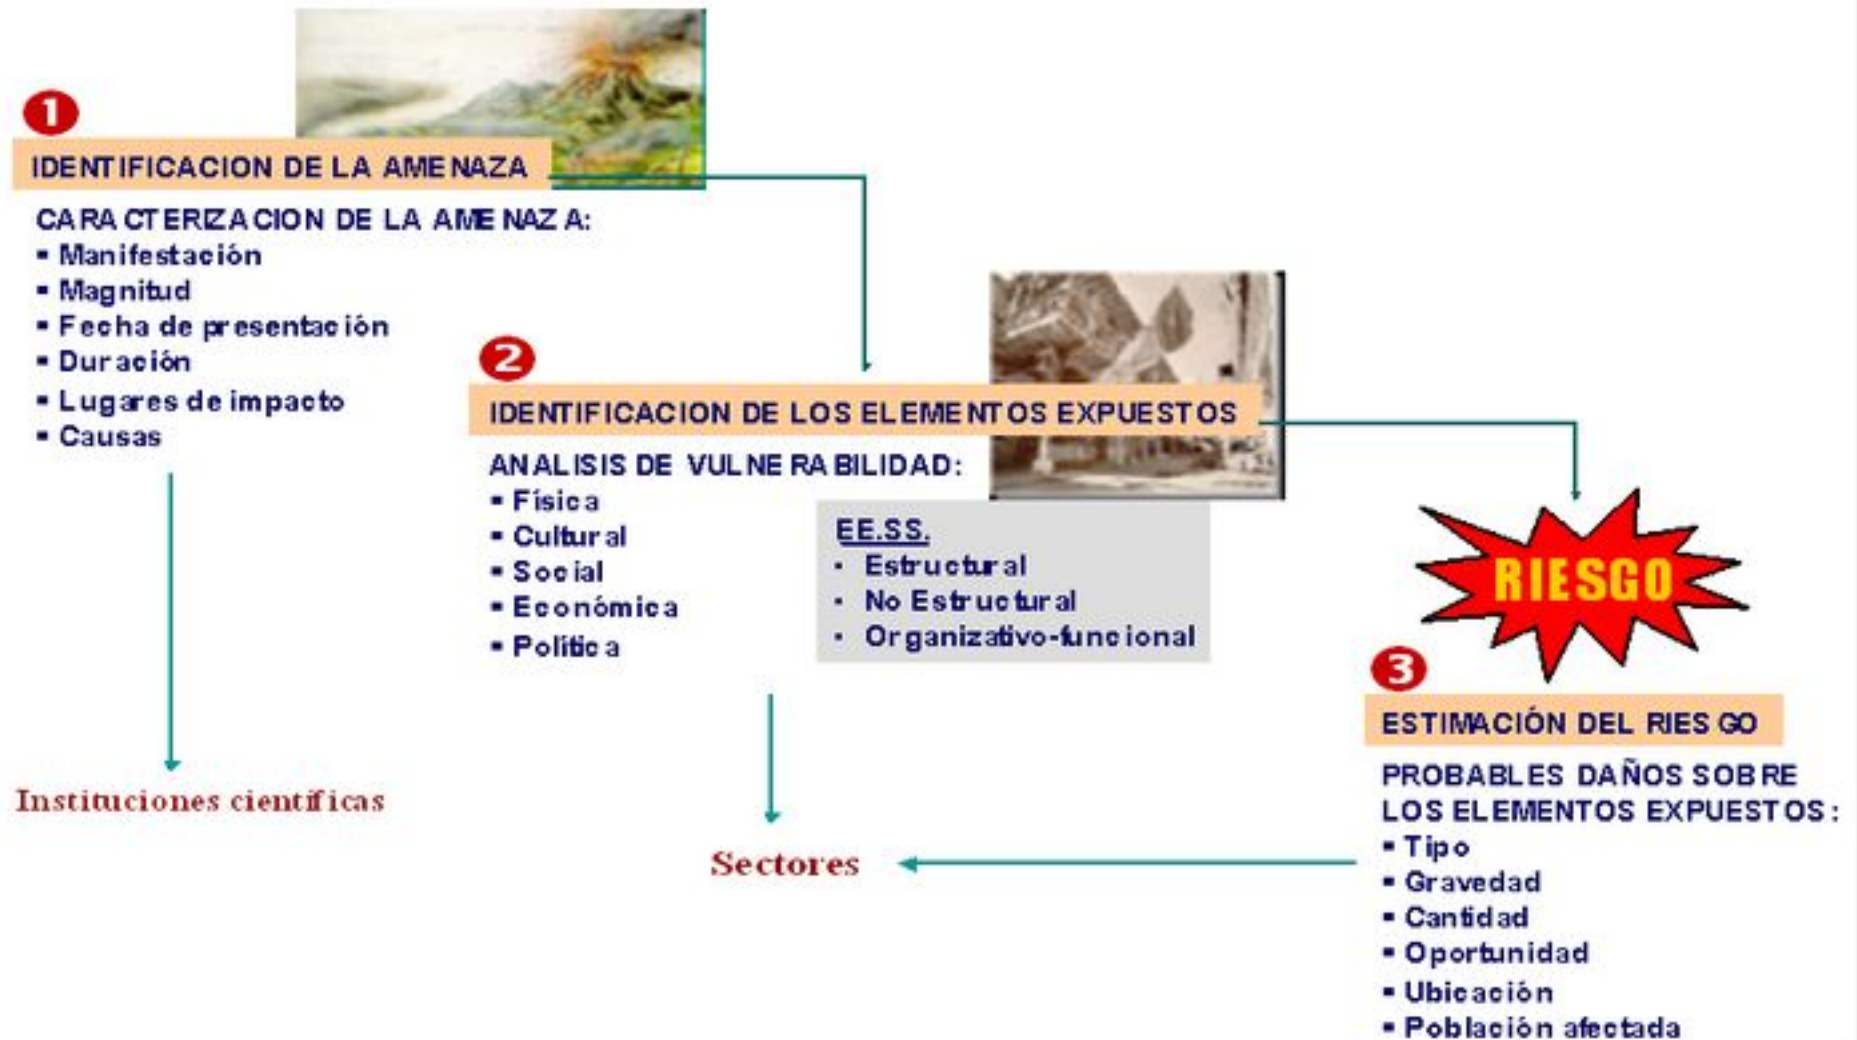 1
IDENTIFICACION DE LA AMENAZA
CARACTERIZACION DE LA AMENAZA:
▪ Manifestación
▪ Magnitud
▪ Fecha de presentación
▪ Duración
▪ Lugares de impacto
▪ Causas
Instituciones científicas
2
IDENTIFICACION DE LOS ELEMENTOS EXPUESTOS
ANALISIS DE VULNERABILIDAD:
▪ Física
▪ Cultural
▪ Social
▪ Económica
▪ Política
EE.SS.
• Estructural
• No Estructural
• Organizativo-funcional
Sectores
RIESGO
3
ESTIMACIÓN DEL RIESGO
PROBABLES DAÑOS SOBRE
LOS ELEMENTOS EXPUESTOS:
▪ Tipo
▪ Gravedad
▪ Cantidad
▪ Oportunidad
▪ Ubicación
▪ Población afectada